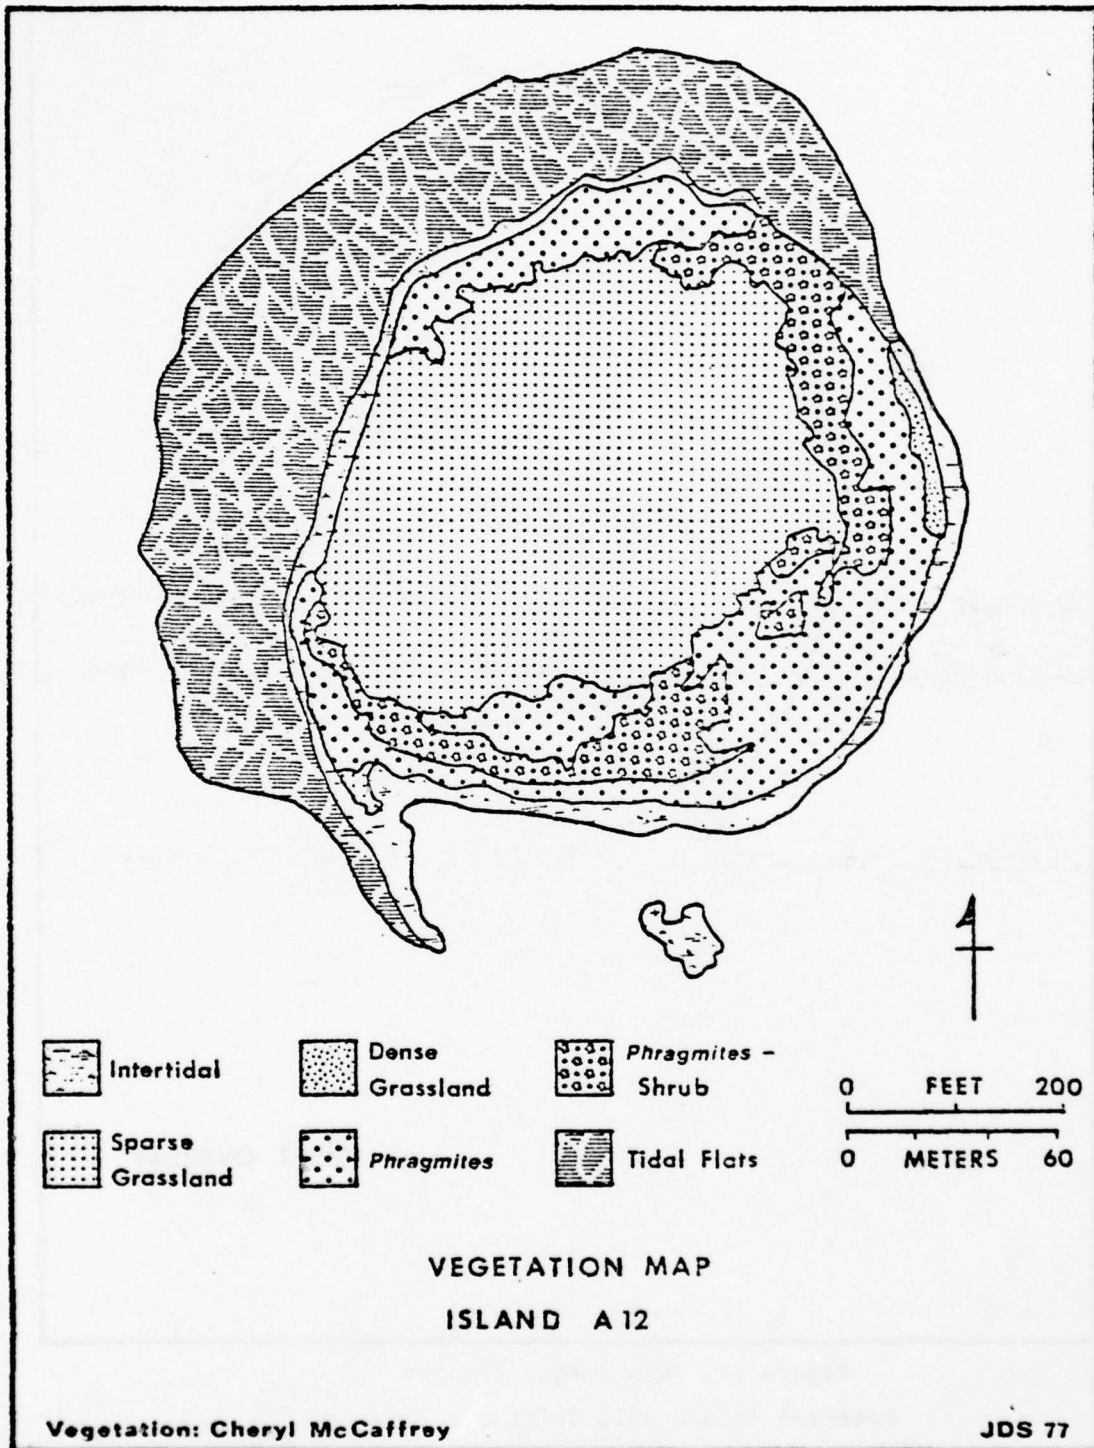 Intertidal
Dense
Grassland
Phragmites –
Shrub
Sparse
Grassland
Phragmites
Tidal Flats
0 FEET 200
0 METERS 60
VEGETATION MAP
ISLAND A 12
Vegetation: Cheryl McCaffrey
JDS 77